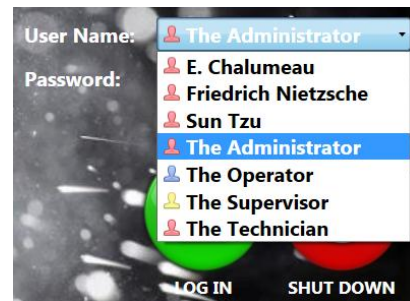 User Name: The Administrator
E. Chalumeau
Password:
Friedrich Nietzsche
Sun Tzu
The Administrator
The Operator
The Supervisor
The Technician
LOG IN SHUT DOWN